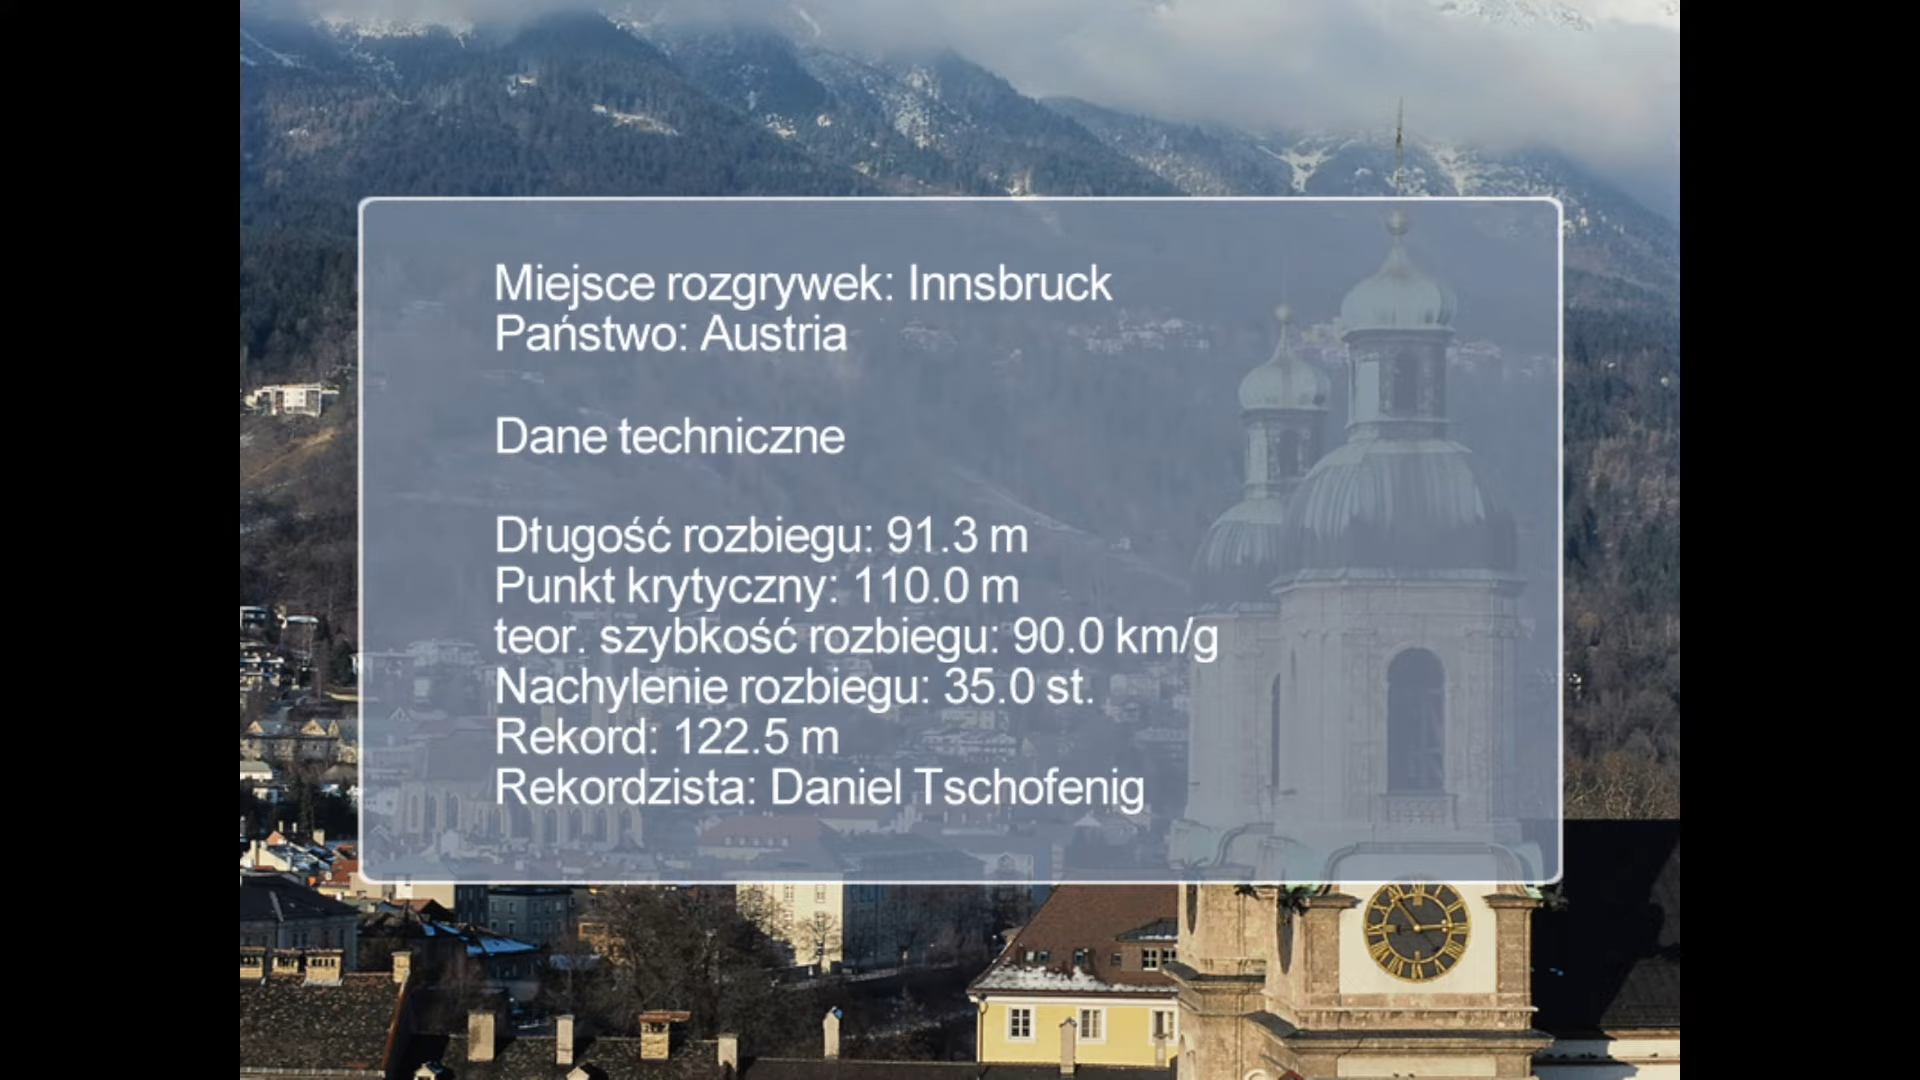 Miejsce rozgrywek: Innsbruck
Państwo: Austria
Dane techniczne
Długość rozbiegu: 91.3 m
Punkt krytyczny: 110.0 m
teor. szybkość rozbiegu: 90.0 km/g
Nachylenie rozbiegu: 35.0 st.
Rekord: 122.5 m
Rekordzista: Daniel Tschofenig